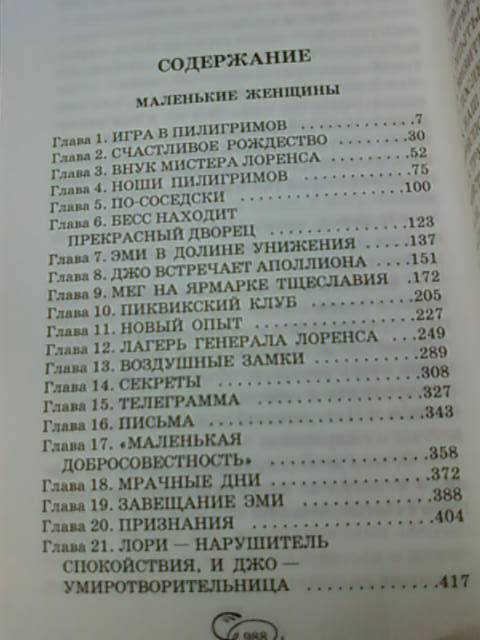 СОДЕРЖАНИЕ
МАЛЕНЬКИЕ ЖЕНЩИНЫ
Глава 1. ИГРА В ПИЛИГРИМОВ ............7
Глава 2. СЧАСТЛИВОЕ РОЖДЕСТВО ........30
Глава 3. ВНУК МИСТЕРА ЛОРЕНСА .........52
Глава 4. НОШИ ПИЛИГРИМОВ ............75
Глава 5. ПО-СОСЕДСКИ ................100
Глава 6. БЕСС НАХОДИТ
ПРЕКРАСНЫЙ ДВОРЕЦ ...............123
Глава 7. ЭМИ В ДОЛИНЕ УНИЖЕНИЯ .....137
Глава 8. ДЖО ВСТРЕЧАЕТ АПОЛЛИОНА ...151
Глава 9. МЕГ НА ЯРМАРКЕ ТЩЕСЛАВИЯ .172
Глава 10. ПИКВИКСКИЙ КЛУБ ...........205
Глава 11. НОВЫЙ ОПЫТ ................227
Глава 12. ЛАГЕРЬ ГЕНЕРАЛА ЛОРЕНСА ...249
Глава 13. ВОЗДУШНЫЕ ЗАМКИ ..........289
Глава 14. СЕКРЕТЫ ....................308
Глава 15. ТЕЛЕГРАММА ................327
Глава 16. ПИСЬМА .....................343
Глава 17. «МАЛЕНЬКАЯ
ДОБРОСОВЕСТНОСТЬ» ................358
Глава 18. МРАЧНЫЕ ДНИ ...............372
Глава 19. ЗАВЕЩАНИЕ ЭМИ .............388
Глава 20. ПРИЗНАНИЯ .................404
Глава 21. ЛОРИ — НАРУШИТЕЛЬ
СПОКОЙСТВИЯ, И ДЖО —
УМИРОТВОРИТЕЛЬНИЦА ............417
988